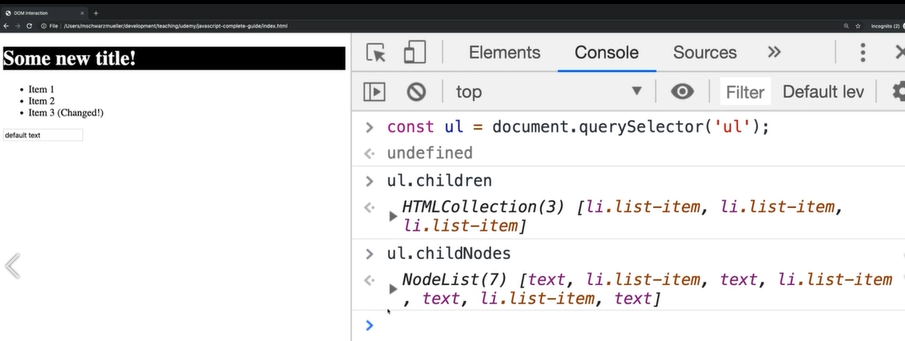 DOM Interaction
File | /Users/mschwarzmueller/development/teaching/udemy/javascript-complete-guide/index.html
Incognito (2)
Some new title!
• Item 1
• Item 2
• Item 3 (Changed!)
default text
Elements Console Sources »
top Filter Default lev
> const ul = document.querySelector('ul');
undefined
> ul.children
HTMLCollection(3) [li.list-item, li.list-item,
li.list-item]
> ul.childNodes
NodeList(7) [text, li.list-item, text, li.list-item
, text, li.list-item, text]
>